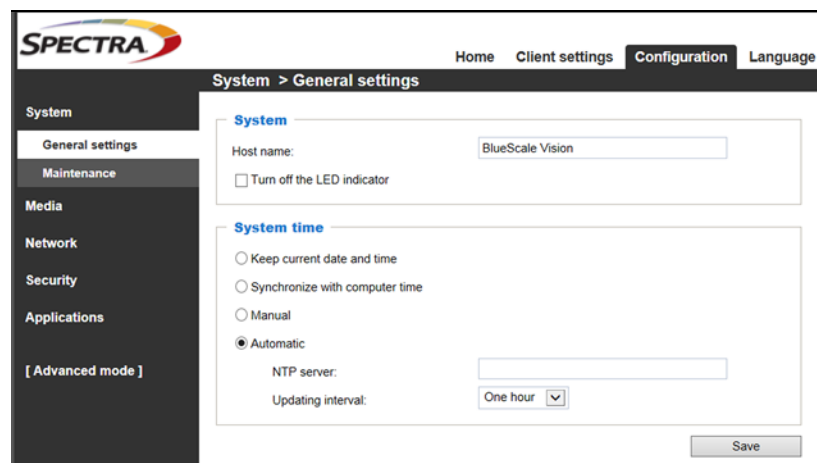 SPECTRA
Home Client settings Configuration Language
System > General settings
System
General settings
Maintenance
Media
Network
Security
Applications
[ Advanced mode ]
System
Host name: BlueScale Vision
Turn off the LED indicator
System time
Keep current date and time
Synchronize with computer time
Manual
Automatic
NTP server:
Updating interval: One hour
Save